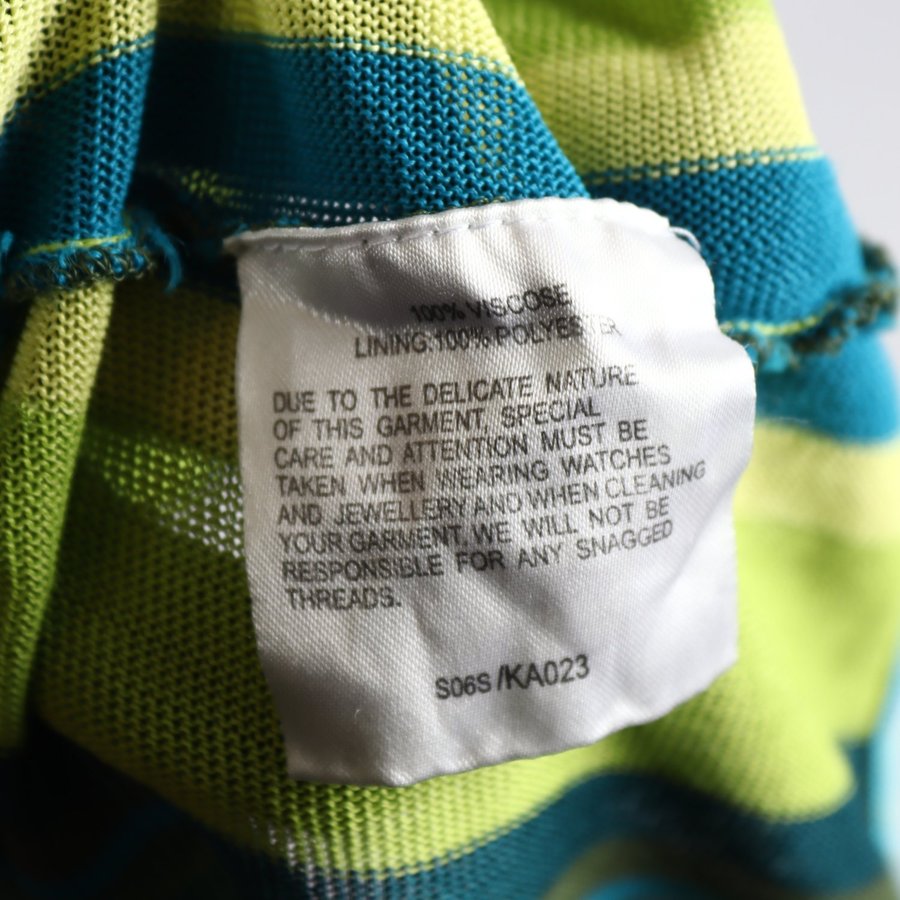 100% VISCOSE
LINING:100% POLYESTER
DUE TO THE DELICATE NATURE
OF THIS GARMENT, SPECIAL
CARE AND ATTENTION MUST BE
TAKEN WHEN WEARING WATCHES
AND JEWELLERY AND WHEN CLEANING
YOUR GARMENT. WE WILL NOT BE
RESPONSIBLE FOR ANY SNAGGED
THREADS.
S06S/KA023